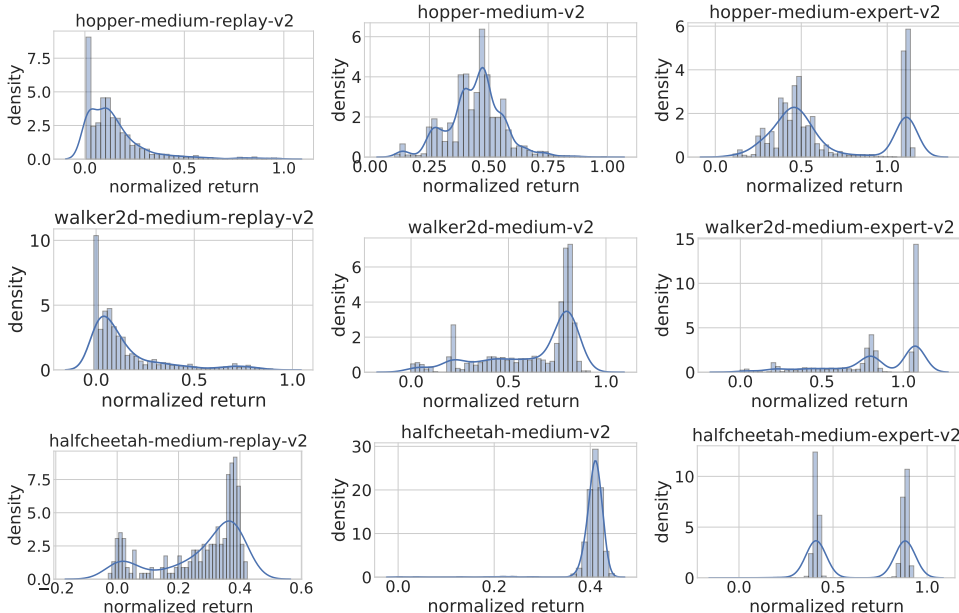 hopper-medium-replay-v2
density
7.5
5.0
2.5
0.0
0.0 0.5 1.0
normalized return
hopper-medium-v2
density
6
4
2
0
0.00 0.25 0.50 0.75 1.00
normalized return
hopper-medium-expert-v2
density
6
4
2
0
0.0 0.5 1.0
normalized return
walker2d-medium-replay-v2
density
10
5
0
0.0 0.5 1.0
normalized return
walker2d-medium-v2
density
6
4
2
0
0.0 0.5 1.0
normalized return
walker2d-medium-expert-v2
density
15
10
5
0
0.0 0.5 1.0
normalized return
halfcheetah-medium-replay-v2
density
7.5
5.0
2.5
0.0
−0.2 0.0 0.2 0.4 0.6
normalized return
halfcheetah-medium-v2
density
30
20
10
0
0.0 0.2 0.4
normalized return
halfcheetah-medium-expert-v2
density
10
5
0
0.0 0.5 1.0
normalized return